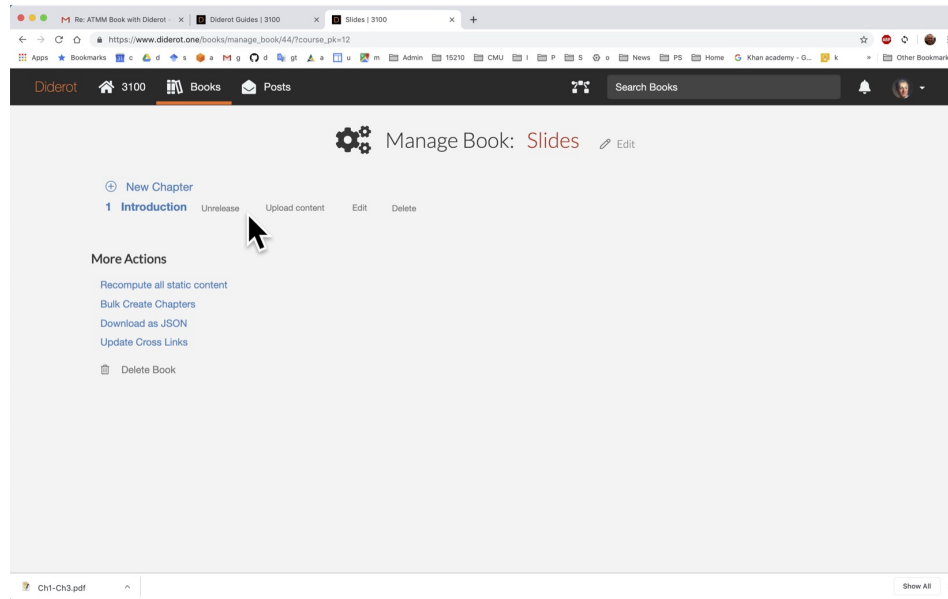 Re: ATMM Book with Diderot -
Diderot Guides | 3100
Slides | 3100
https://www.diderot.one/books/manage_book/44/?course_pk=12
Apps Bookmarks c d s a g d gt a u m Admin 15210 CMU I P S o News PS Home Khan academy - G... k » Other Bookmark
Diderot 3100 Books Posts Search Books
Manage Book: Slides Edit
New Chapter
1 Introduction Unrelease Upload content Edit Delete
More Actions
Recompute all static content
Bulk Create Chapters
Download as JSON
Update Cross Links
Delete Book
Ch1-Ch3.pdf Show All